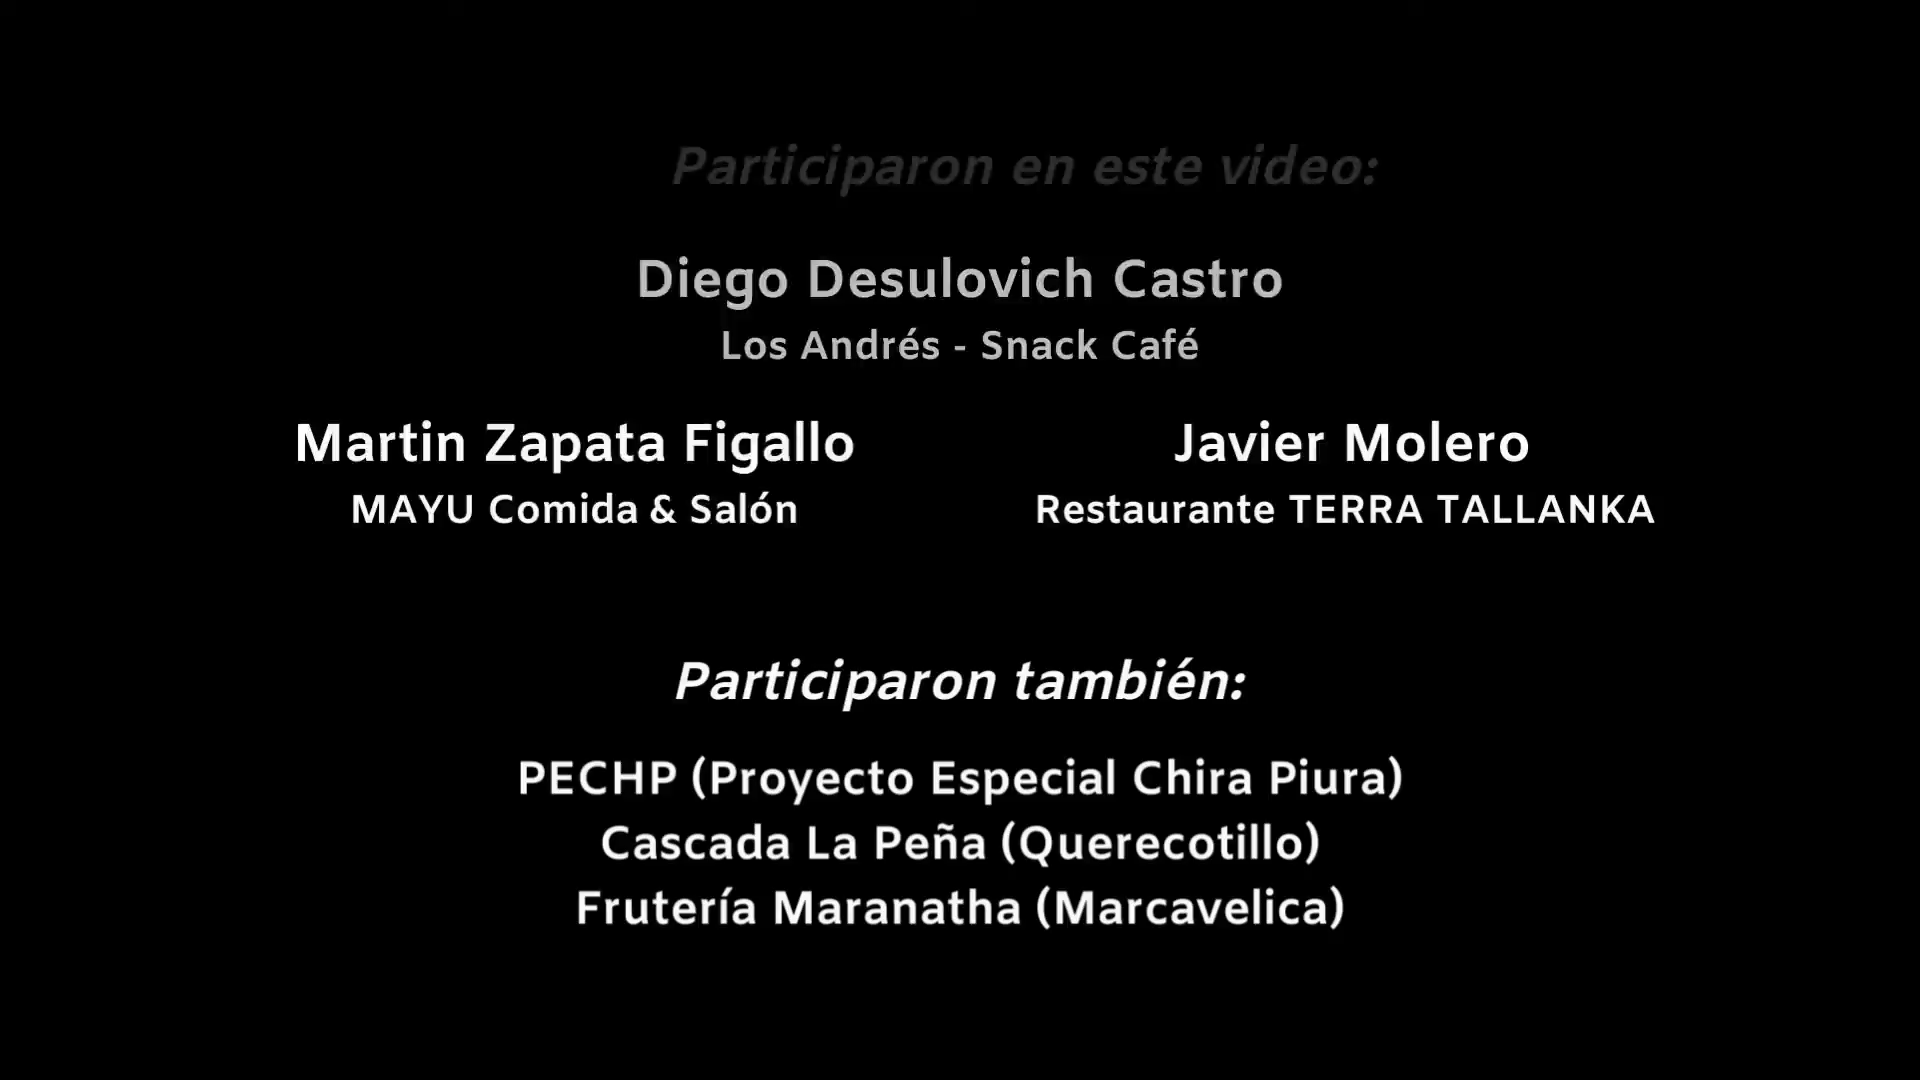 Participaron en este video:
Diego Desulovich Castro
Los Andrés - Snack Café
Martin Zapata Figallo
MAYU Comida & Salón
Javier Molero
Restaurante TERRA TALLANKA
Participaron también:
PECHP (Proyecto Especial Chira Piura)
Cascada La Peña (Querecotillo)
Frutería Maranatha (Marcavelica)